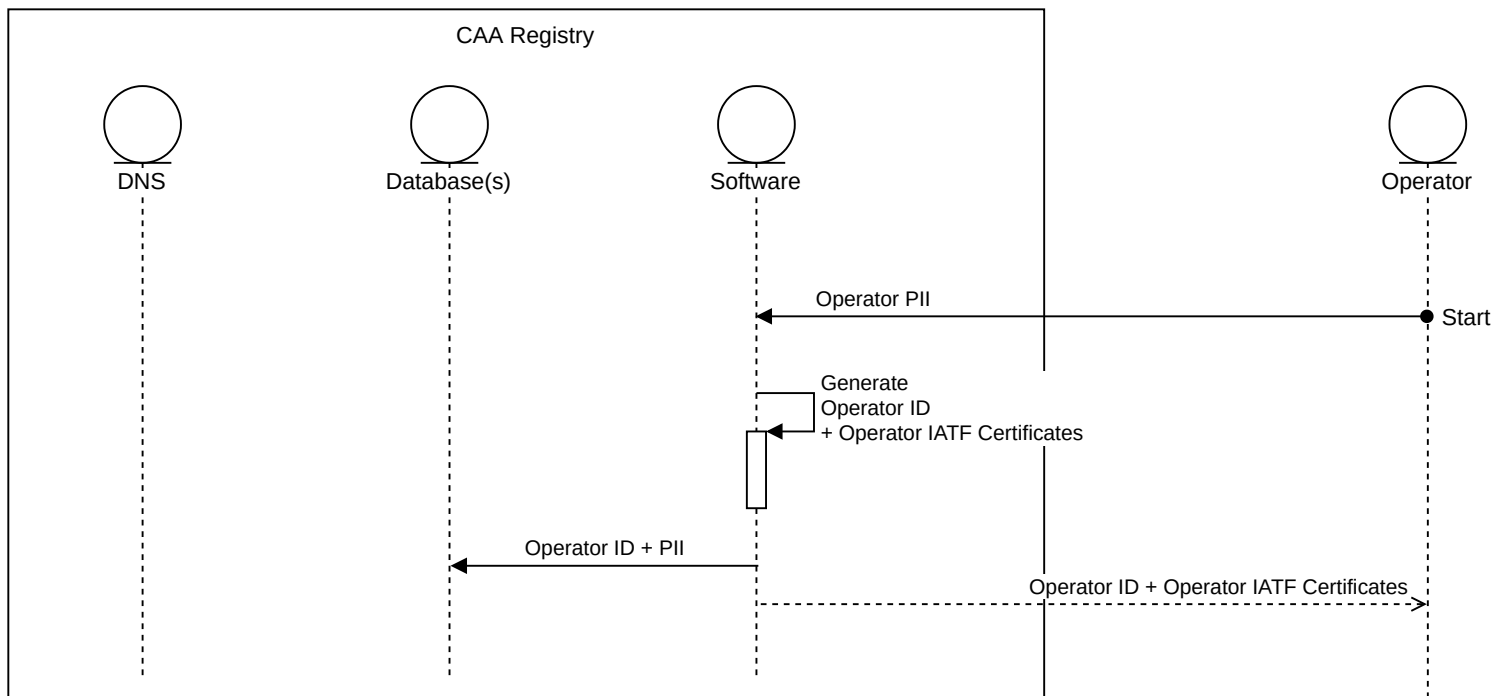 CAA Registry
DNS
Database(s)
Software
Operator
Operator PII
Start
Generate
Operator ID
+ Operator IATF Certificates
Operator ID + PII
Operator ID + Operator IATF Certificates